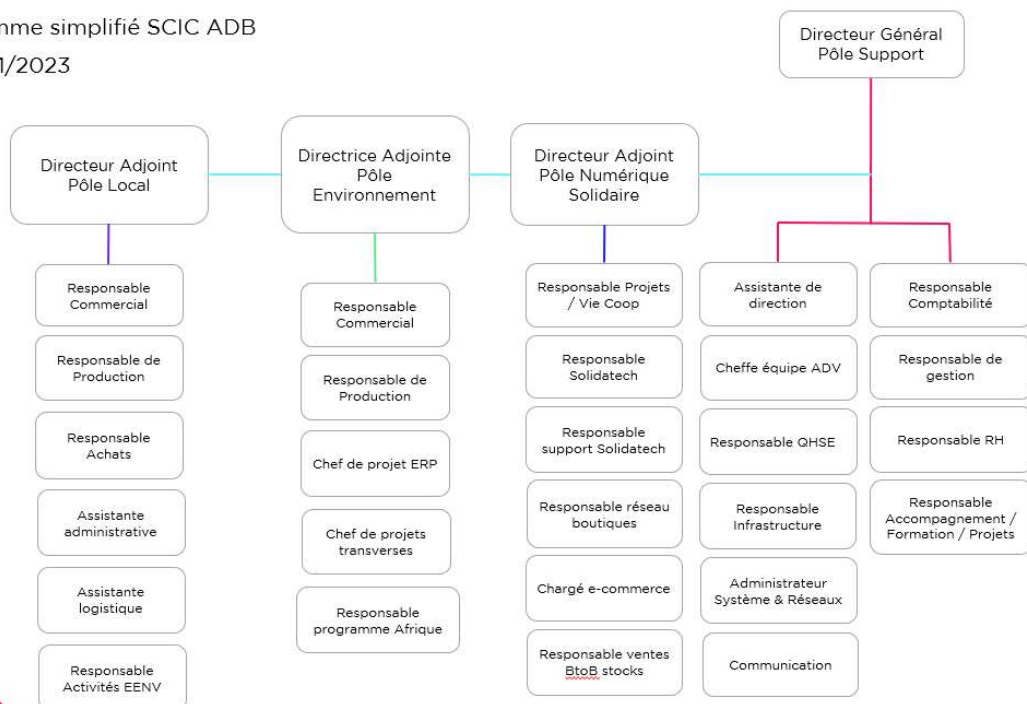 simplifié SCIC ADB
/2023
Directeur Général
Pôle Support
Directeur Adjoint
Pôle Local
Directrice Adjointe
Pôle
Environnement
Directeur Adjoint
Pôle Numérique
Solidaire
Responsable
Commercial
Responsable de
Production
Responsable
Achats
Assistante
administrative
Assistante
logistique
Responsable
Activités EENV
Responsable
Commercial
Responsable de
Production
Chef de projet ERP
Chef de projets
transverses
Responsable
programme Afrique
Responsable Projets
/ Vie Coop
Responsable
Solidatech
Responsable
support Solidatech
Responsable réseau
boutiques
Chargé e-commerce
Responsable ventes
BtoB stocks
Assistante de
direction
Cheffe équipe ADV
Responsable QHSE
Responsable
Infrastructure
Administrateur
Système & Réseaux
Communication
Responsable
Comptabilité
Responsable de
gestion
Responsable RH
Responsable
Accompagnement /
Formation / Projets